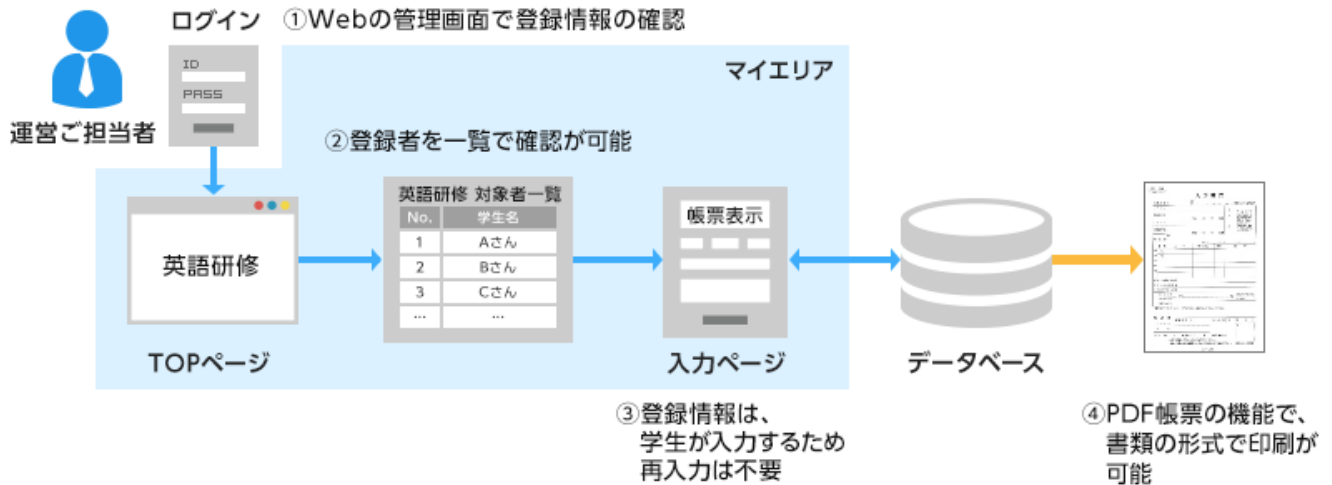 ログイン
①Webの管理画面で登録情報の確認
ID
PASS
マイエリア
運営ご担当者
②登録者を一覧で確認が可能
英語研修 対象者一覧
No. 学生名
1 Aさん
2 Bさん
3 Cさん
… …
英語研修
帳票表示
TOPページ
入力ページ
データベース
③登録情報は、
学生が入力するため
再入力は不要
④PDF帳票の機能で、
書類の形式で印刷が
可能